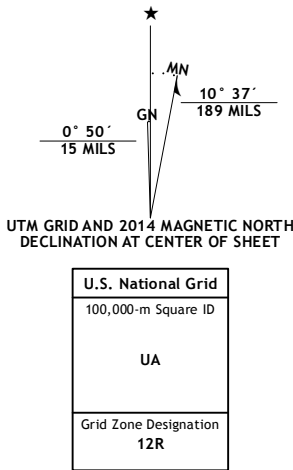 MN
GN
10° 37´
189 MILS
0° 50´
15 MILS
UTM GRID AND 2014 MAGNETIC NORTH
DECLINATION AT CENTER OF SHEET
U.S. National Grid
100,000-m Square ID
UA
Grid Zone Designation
12R